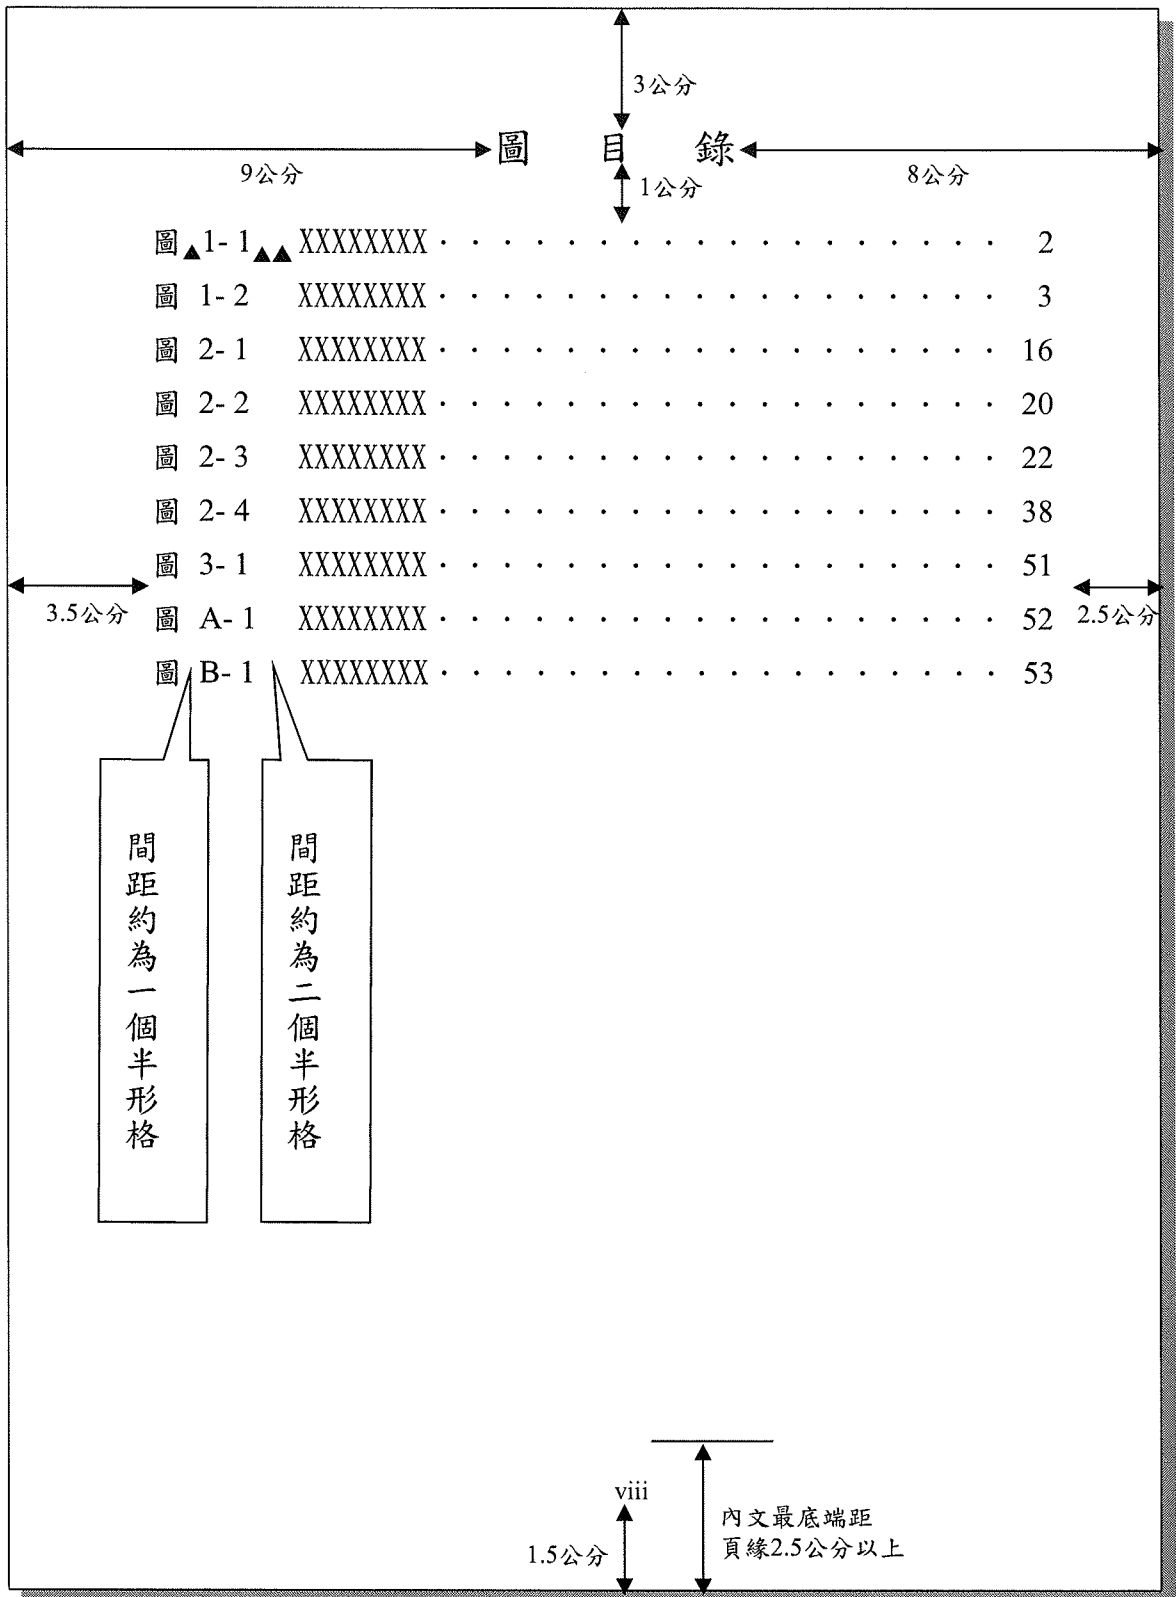 3公分
圖 目 錄
9公分
8公分
1公分
圖▲1-1▲▲XXXXXXXX · · · · · · · · · · · · · · · · · · 2
圖 1-2 XXXXXXXX · · · · · · · · · · · · · · · · · · 3
圖 2-1 XXXXXXXX · · · · · · · · · · · · · · · · · · 16
圖 2-2 XXXXXXXX · · · · · · · · · · · · · · · · · · 20
圖 2-3 XXXXXXXX · · · · · · · · · · · · · · · · · · 22
圖 2-4 XXXXXXXX · · · · · · · · · · · · · · · · · · 38
圖 3-1 XXXXXXXX · · · · · · · · · · · · · · · · · · 51
3.5公分
2.5公分
圖 A-1 XXXXXXXX · · · · · · · · · · · · · · · · · · 52
圖 B-1 XXXXXXXX · · · · · · · · · · · · · · · · · · 53
間距約為一個半形格
間距約為二個半形格
viii
1.5公分
內文最底端距
頁緣2.5公分以上